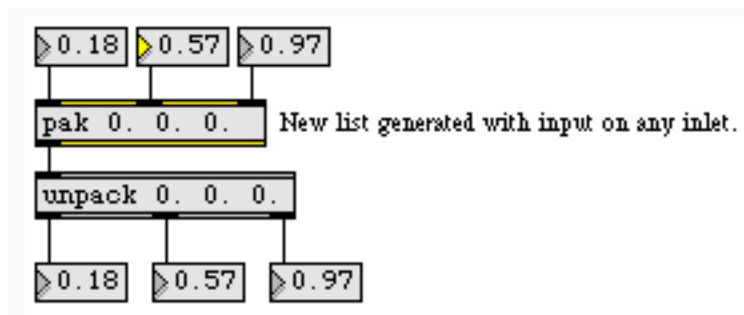 0.18 0.57 0.97
pak 0. 0. 0. New list generated with input on any inlet.
unpack 0. 0. 0.
0.18 0.57 0.97